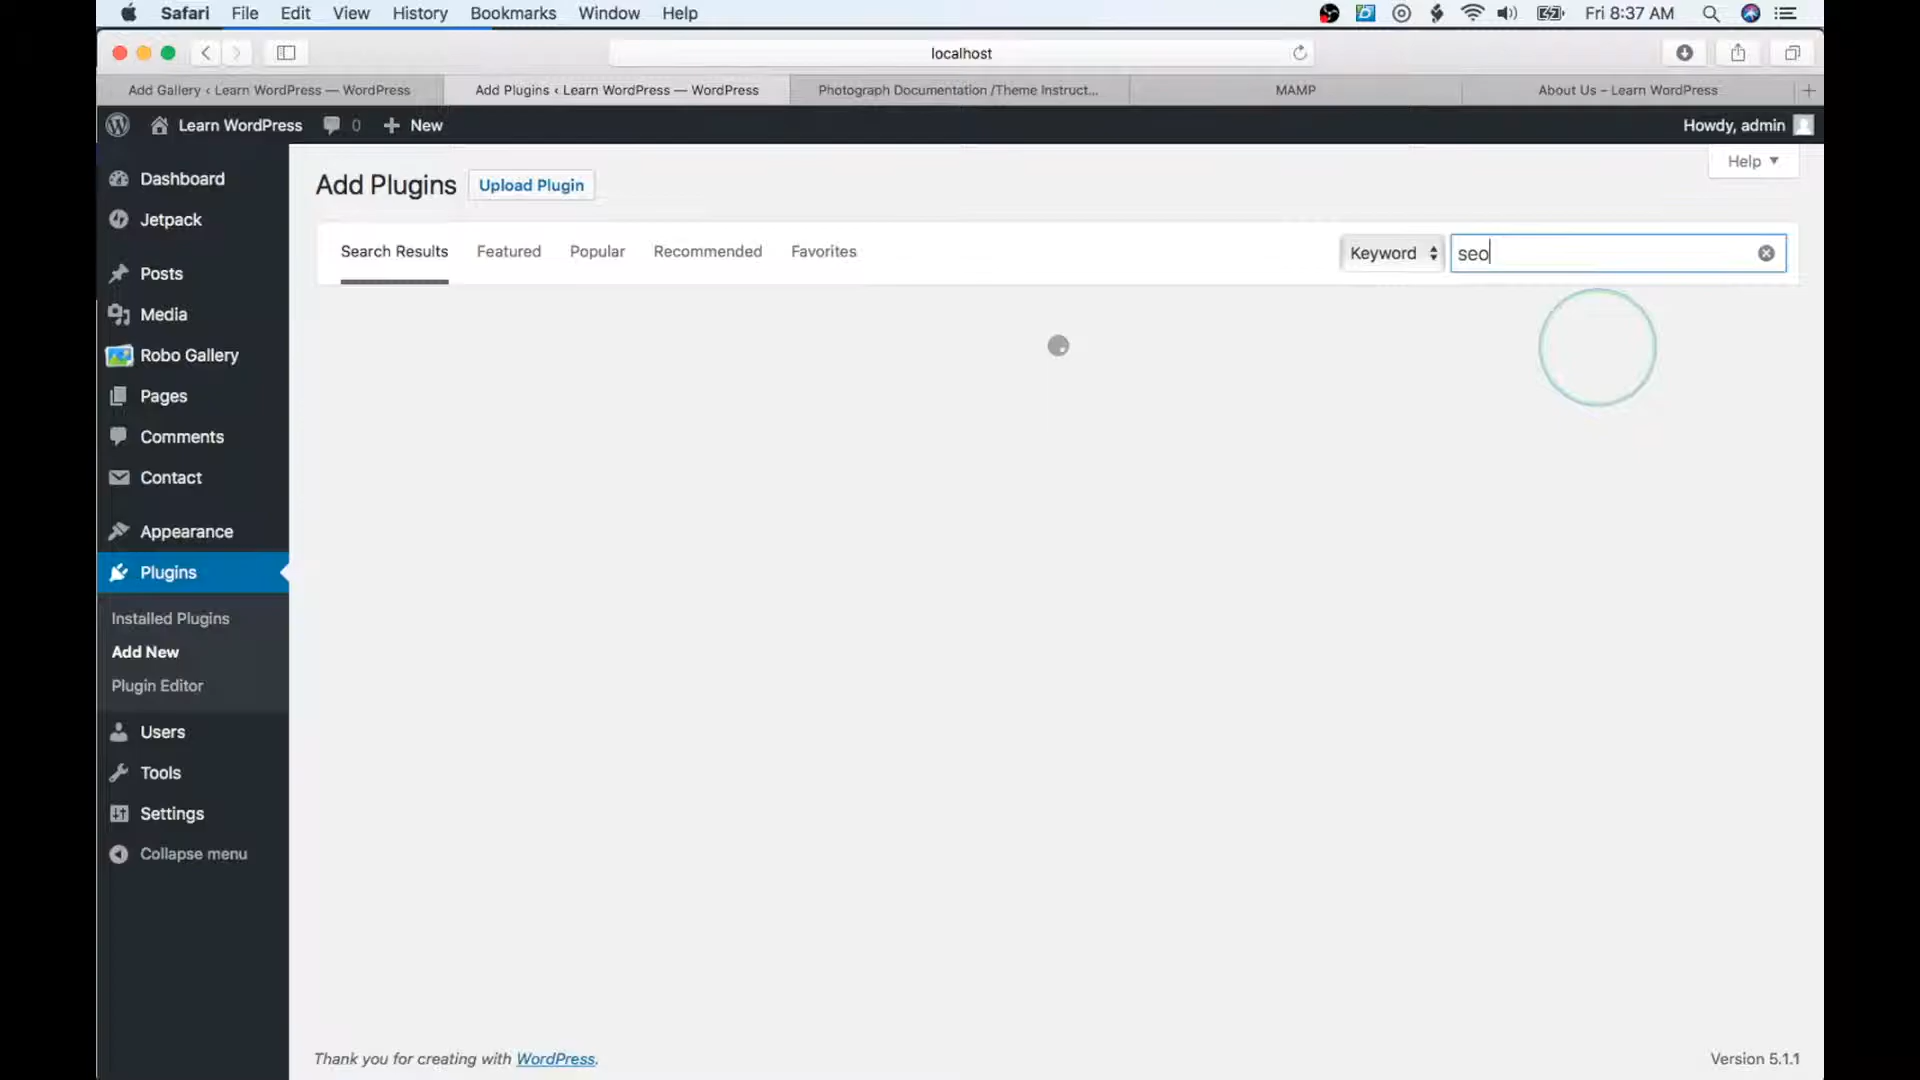 Safari File Edit View History Bookmarks Window Help Fri 8:37 AM
localhost
Add Gallery ‹ Learn WordPress — WordPress Add Plugins ‹ Learn WordPress — WordPress Photograph Documentation /Theme Instruct... MAMP About Us – Learn WordPress
Learn WordPress 0 New Howdy, admin
Help
Add Plugins Upload Plugin
Search Results Featured Popular Recommended Favorites Keyword seo
Dashboard
Jetpack
Posts
Media
Robo Gallery
Pages
Comments
Contact
Appearance
Plugins
Installed Plugins
Add New
Plugin Editor
Users
Tools
Settings
Collapse menu
Thank you for creating with WordPress. Version 5.1.1